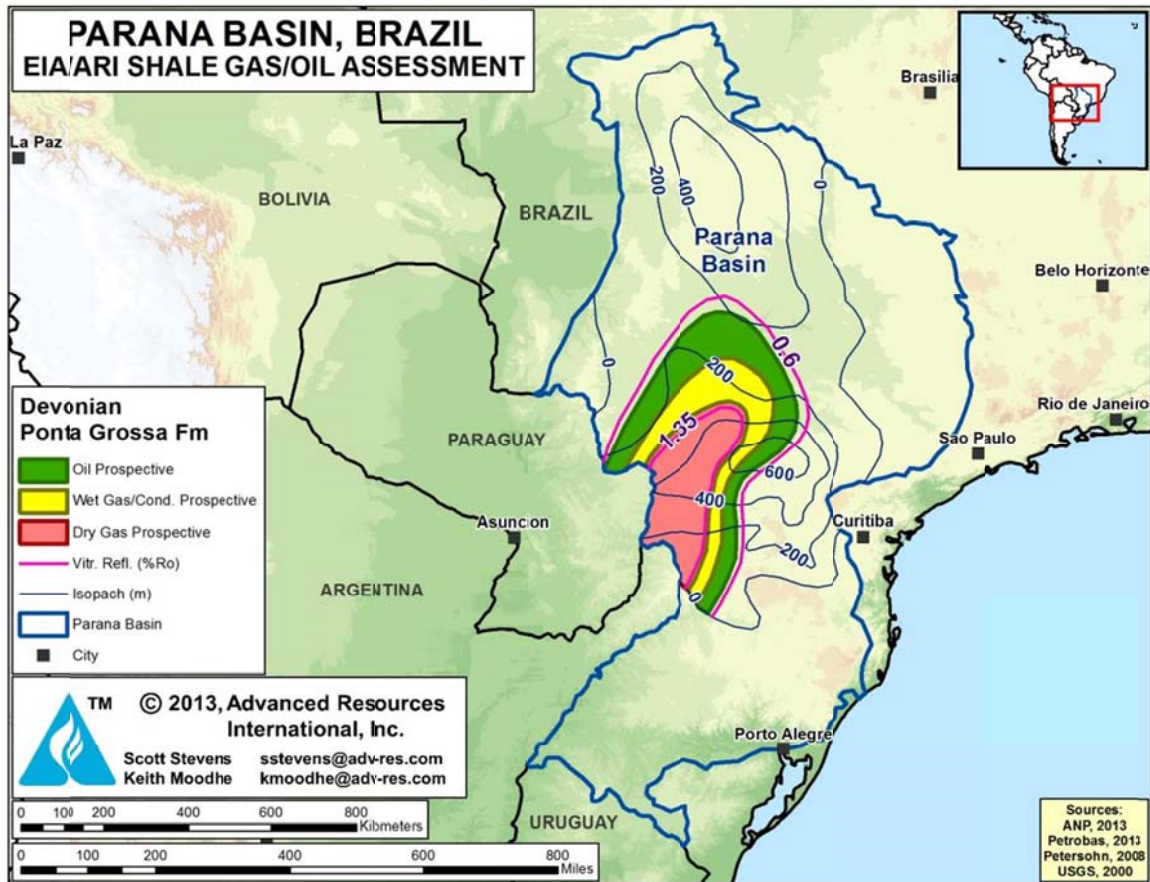 PARANA BASIN, BRAZIL
EIA/ARI SHALE GAS/OIL ASSESSMENT
Brasilia
La Paz
BOLIVIA
BRAZIL
200
400
0
Parana
Basin
Belo Horizonte
0
0.6
200
Rio de Janeiro
Devonian
Ponta Grossa Fm
Oil Prospective
Wet Gas/Cond. Prospective
Dry Gas Prospective
Vitr. Refl. (%Ro)
Isopach (m)
Parana Basin
City
PARAGUAY
1.35
São Paulo
600
400
Asuncion
Curitiba
200
ARGENTINA
0
TM
© 2013, Advanced Resources
International, Inc.
Scott Stevens sstevens@adv-res.com
Keith Moodhe kmoodhe@adv-res.com
Porto Alegre
0 100 200 400 600 800
Kilometers
URUGUAY
0 100 200 400 600 800
Miles
Sources:
ANP, 2013
Petrobas, 2013
Petersohn, 2008
USGS, 2000